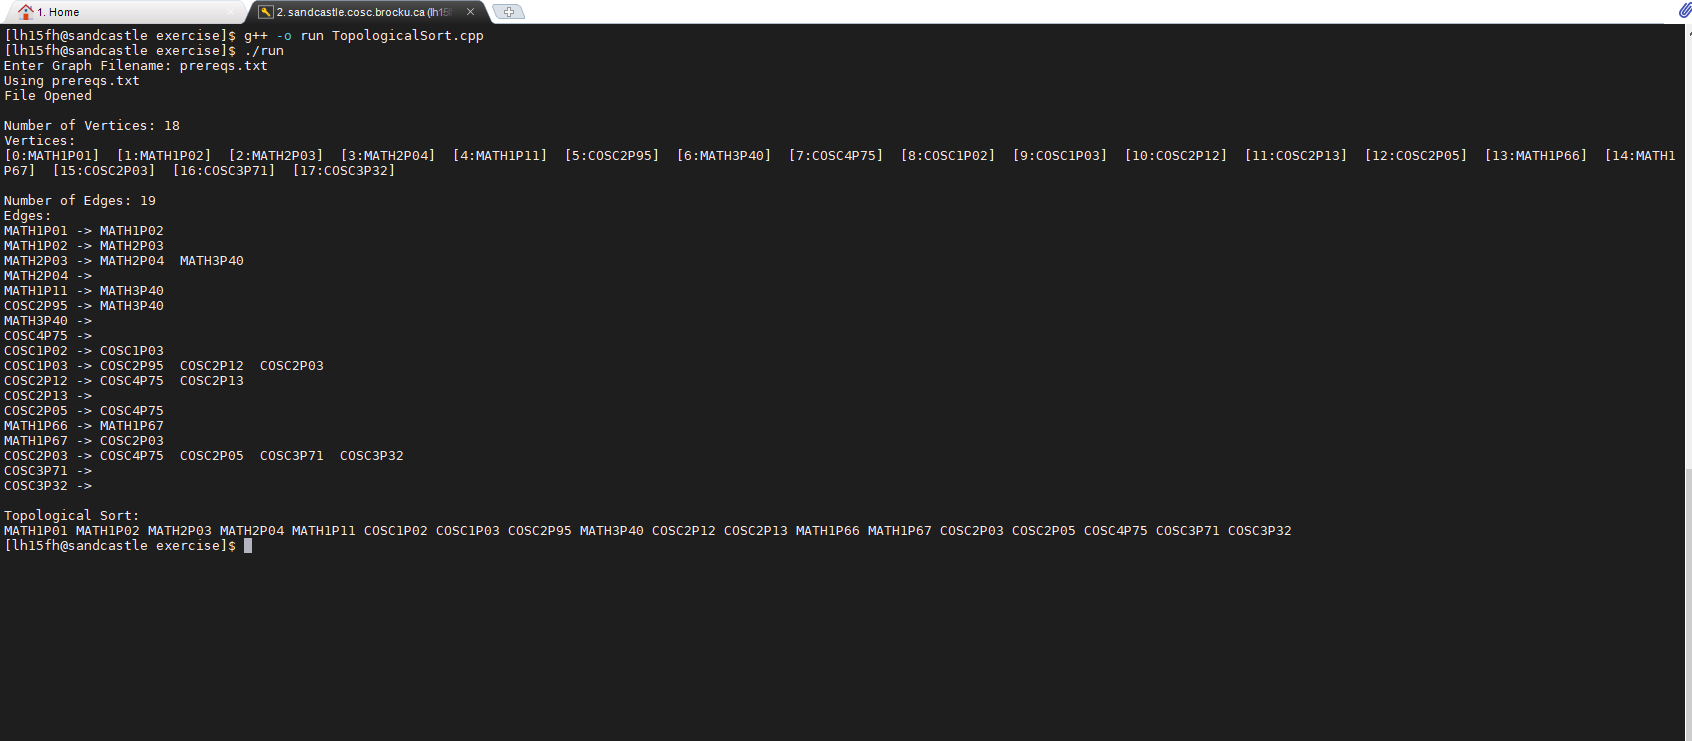 1. Home
2. sandcastle.cosc.brocku.ca (lh15
[lh15fh@sandcastle exercise]$ g++ -o run TopologicalSort.cpp
[lh15fh@sandcastle exercise]$ ./run
Enter Graph Filename: prereqs.txt
Using prereqs.txt
File Opened
Number of Vertices: 18
Vertices:
[0:MATH1P01]  [1:MATH1P02]  [2:MATH2P03]  [3:MATH2P04]  [4:MATH1P11]  [5:COSC2P95]  [6:MATH3P40]  [7:COSC4P75]  [8:COSC1P02]  [9:COSC1P03]  [10:COSC2P12]  [11:COSC2P13]  [12:COSC2P05]  [13:MATH1P66]  [14:MATH1
P67]  [15:COSC2P03]  [16:COSC3P71]  [17:COSC3P32]
Number of Edges: 19
Edges:
MATH1P01 -> MATH1P02
MATH1P02 -> MATH2P03
MATH2P03 -> MATH2P04  MATH3P40
MATH2P04 ->
MATH1P11 -> MATH3P40
COSC2P95 -> MATH3P40
MATH3P40 ->
COSC4P75 ->
COSC1P02 -> COSC1P03
COSC1P03 -> COSC2P95  COSC2P12  COSC2P03
COSC2P12 -> COSC4P75  COSC2P13
COSC2P13 ->
COSC2P05 -> COSC4P75
MATH1P66 -> MATH1P67
MATH1P67 -> COSC2P03
COSC2P03 -> COSC4P75  COSC2P05  COSC3P71  COSC3P32
COSC3P71 ->
COSC3P32 ->
Topological Sort:
MATH1P01 MATH1P02 MATH2P03 MATH2P04 MATH1P11 COSC1P02 COSC1P03 COSC2P95 MATH3P40 COSC2P12 COSC2P13 MATH1P66 MATH1P67 COSC2P03 COSC2P05 COSC4P75 COSC3P71 COSC3P32
[lh15fh@sandcastle exercise]$